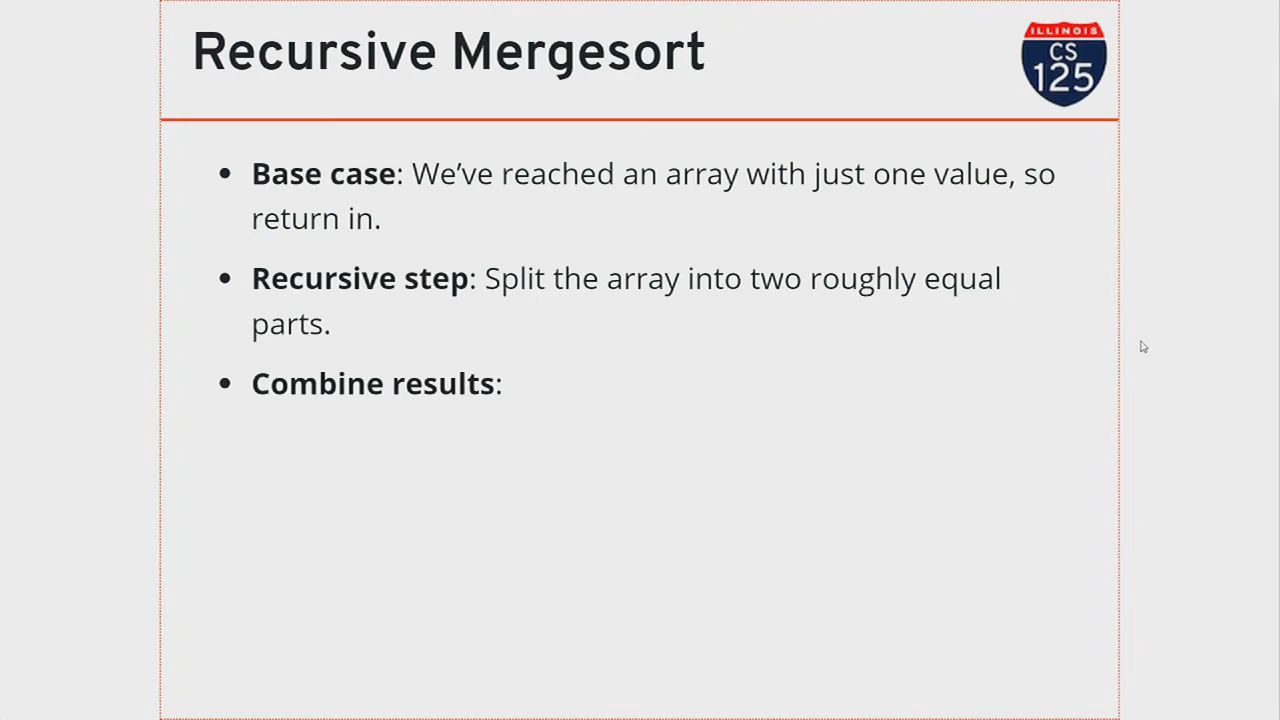 Recursive Mergesort
ILLINOIS
CS
125
• Base case: We’ve reached an array with just one value, so
return in.
• Recursive step: Split the array into two roughly equal
parts.
• Combine results: